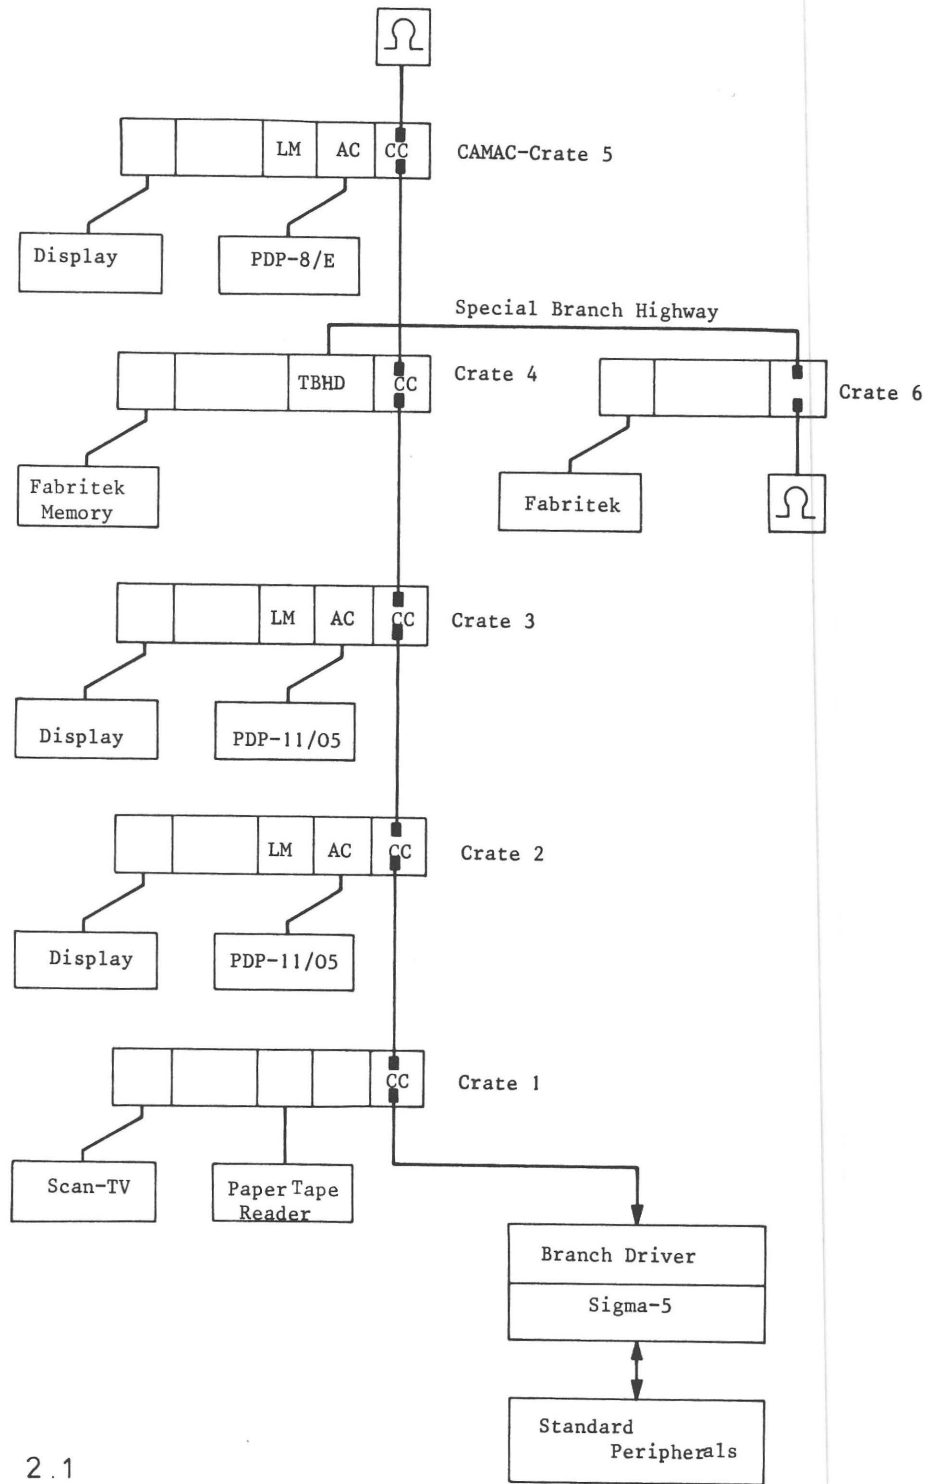 Ω
LM AC CC CAMAC-Crate 5
Display
PDP-8/E
Special Branch Highway
TBHD CC Crate 4
Crate 6
Fabritek
Memory
Fabritek
Ω
LM AC CC Crate 3
Display
PDP-11/05
LM AC CC Crate 2
Display
PDP-11/05
CC Crate 1
Scan-TV
Paper Tape
Reader
Branch Driver
Sigma-5
Standard
Peripherals
2.1